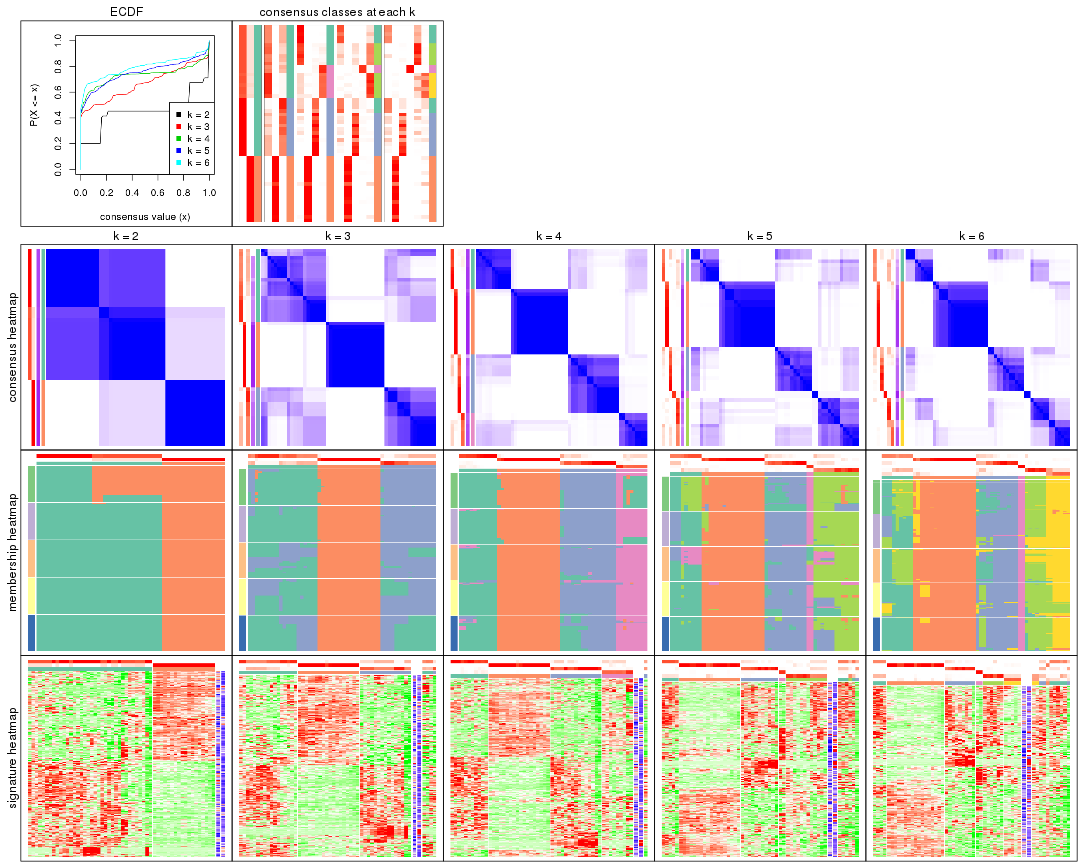 ECDF
consensus classes at each k
P(X <= x)
1.0
0.8
0.6
0.4
0.2
0.0
k = 2
k = 3
k = 4
k = 5
k = 6
0.0 0.2 0.4 0.6 0.8 1.0
consensus value (x)
k = 2
k = 3
k = 4
k = 5
k = 6
consensus heatmap
membership heatmap
signature heatmap